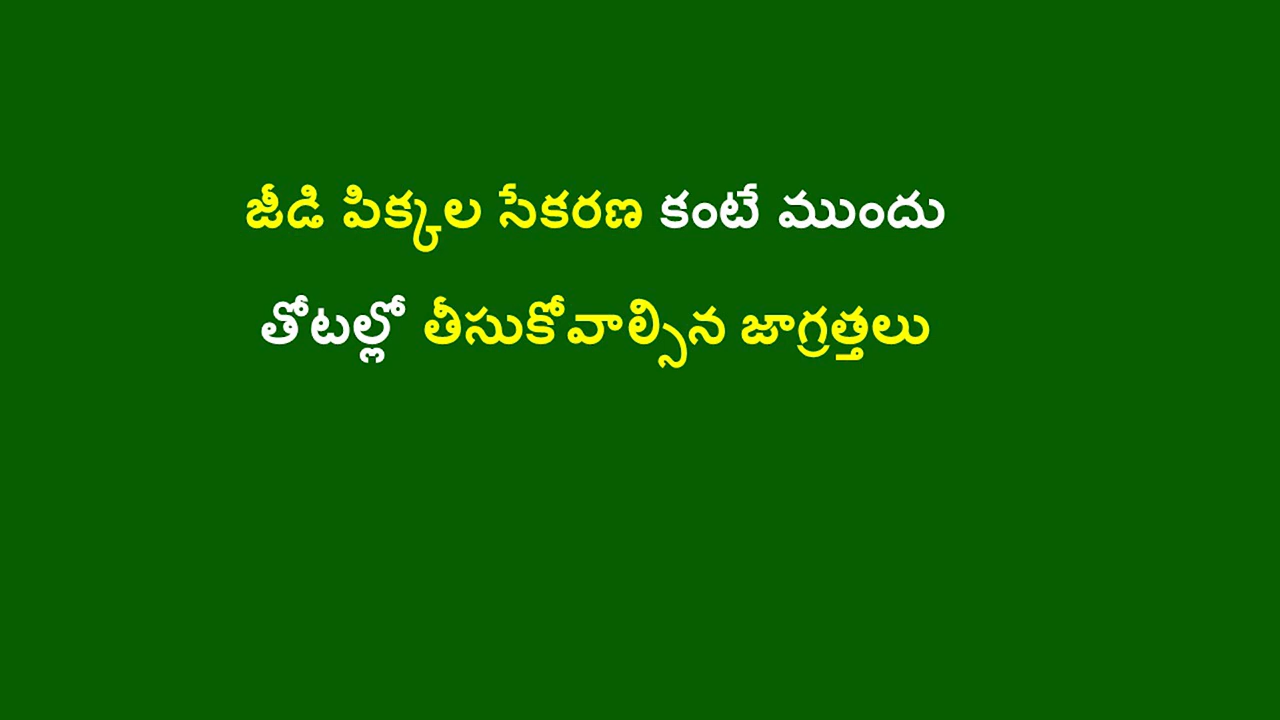 జీడి పిక్కల సేకరణ కంటే ముందు
తోటల్లో తీసుకోవాల్సిన జాగ్రత్తలు